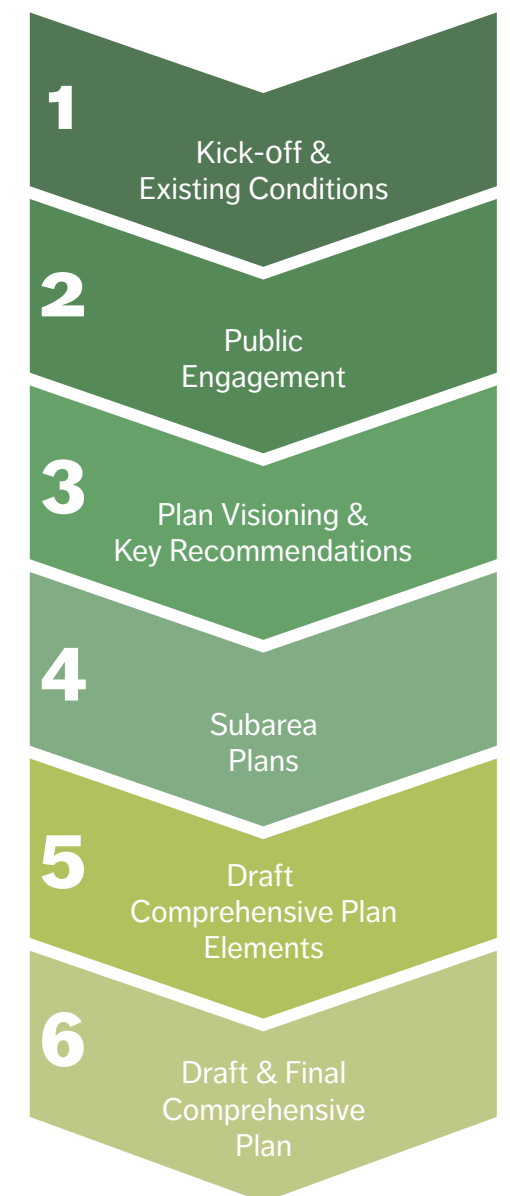 1
Kick-off &
Existing Conditions
2
Public
Engagement
3
Plan Visioning &
Key Recommendations
4
Subarea
Plans
5
Draft
Comprehensive Plan
Elements
6
Draft & Final
Comprehensive
Plan